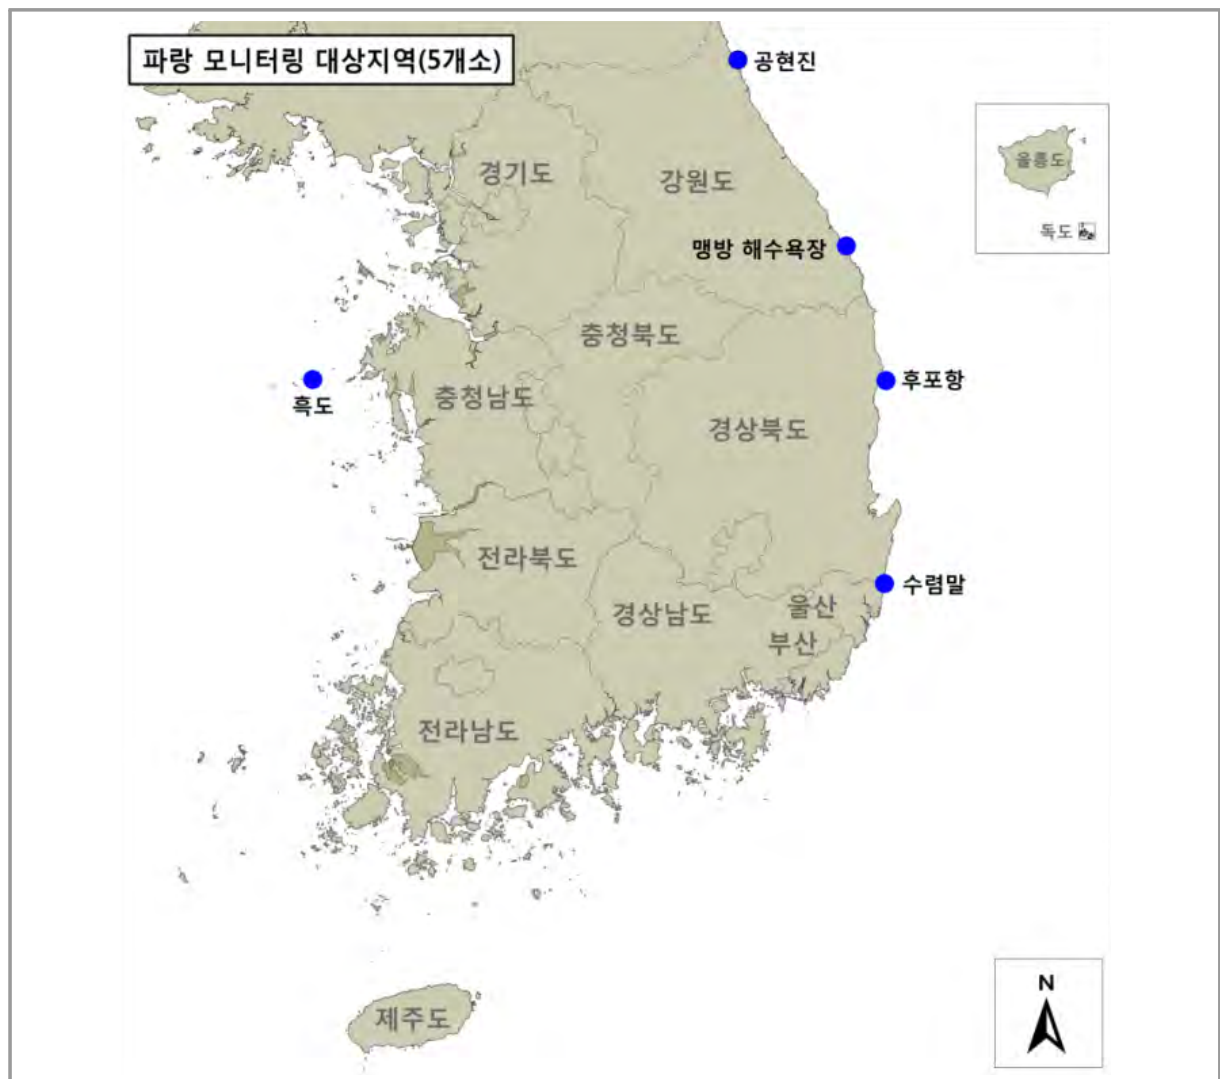 파랑 모니터링 대상지역(5개소)
공현진
경기도
강원도
울릉도
독도
맹방 해수욕장
충청북도
후포항
흑도
충청남도
경상북도
전라북도
수렴말
울산
경상남도
부산
전라남도
N
제주도